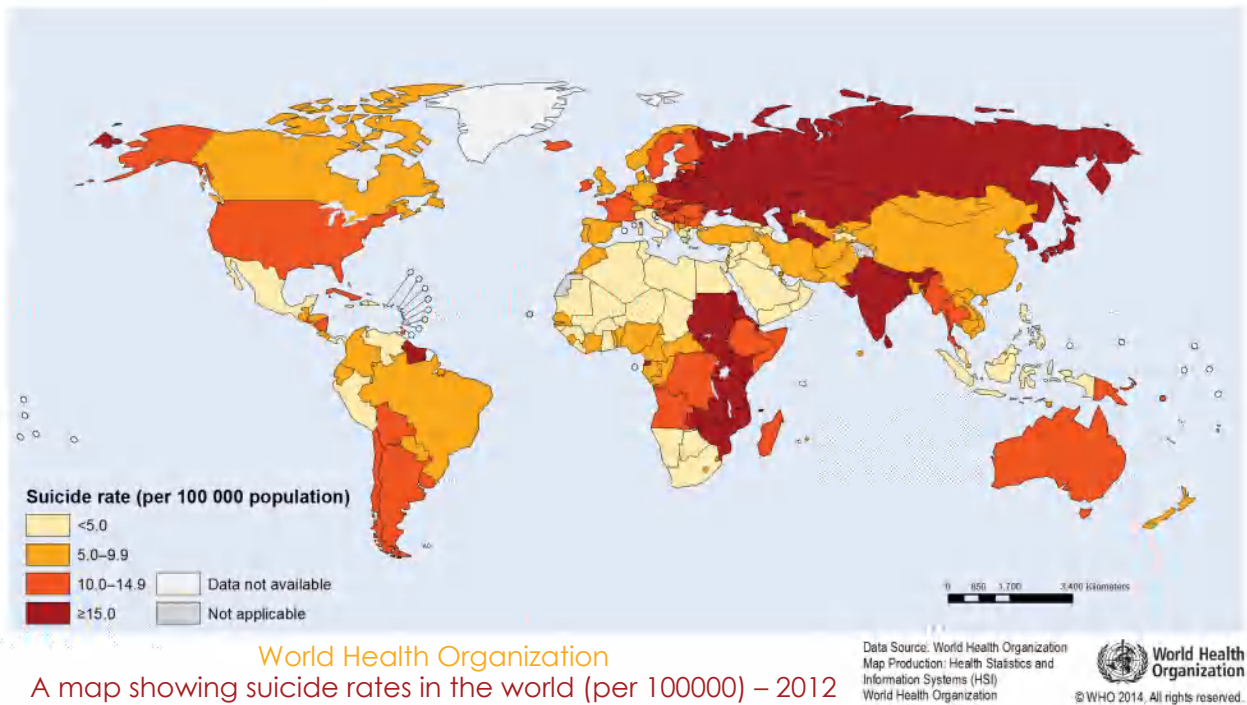 Suicide rate (per 100 000 population)
<5.0
5.0–9.9
10.0–14.9
≥15.0
Data not available
Not applicable
0 850 1,700 3,400 Kilometers
World Health Organization
A map showing suicide rates in the world (per 100000) – 2012
Data Source: World Health Organization
Map Production: Health Statistics and
Information Systems (HSI)
World Health Organization
World Health
Organization
© WHO 2014. All rights reserved.